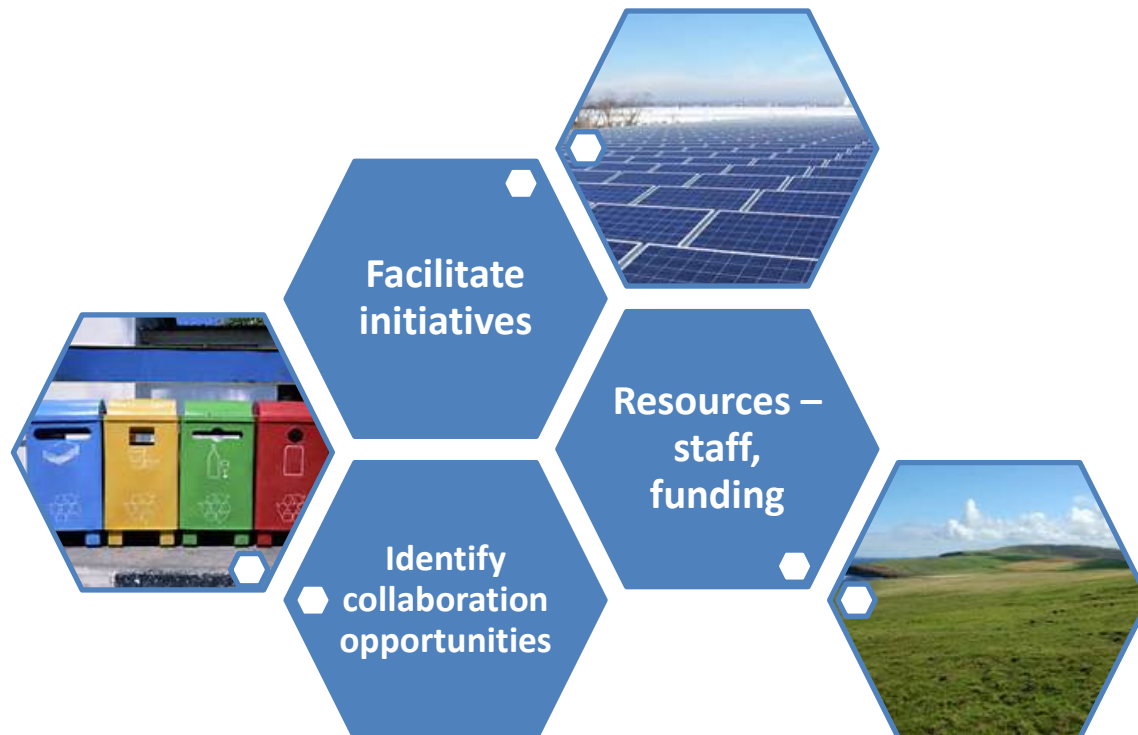 Facilitate
initiatives
Resources –
staff,
funding
Identify
collaboration
opportunities